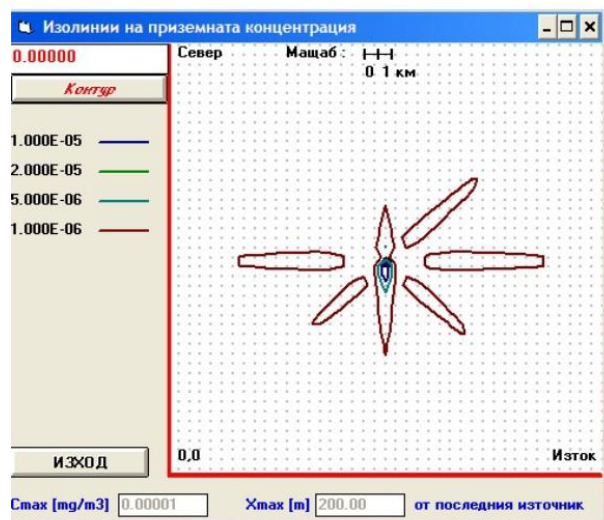 Изолинии на приземната концентрация
0.00000
Север
Мащаб :
0 1 км
Контур
1.000E-05
2.000E-05
5.000E-06
1.000E-06
ИЗХОД
0,0
Изток
Cmax [mg/m3] 0.00001 Xmax [m] 200.00 от последния източник